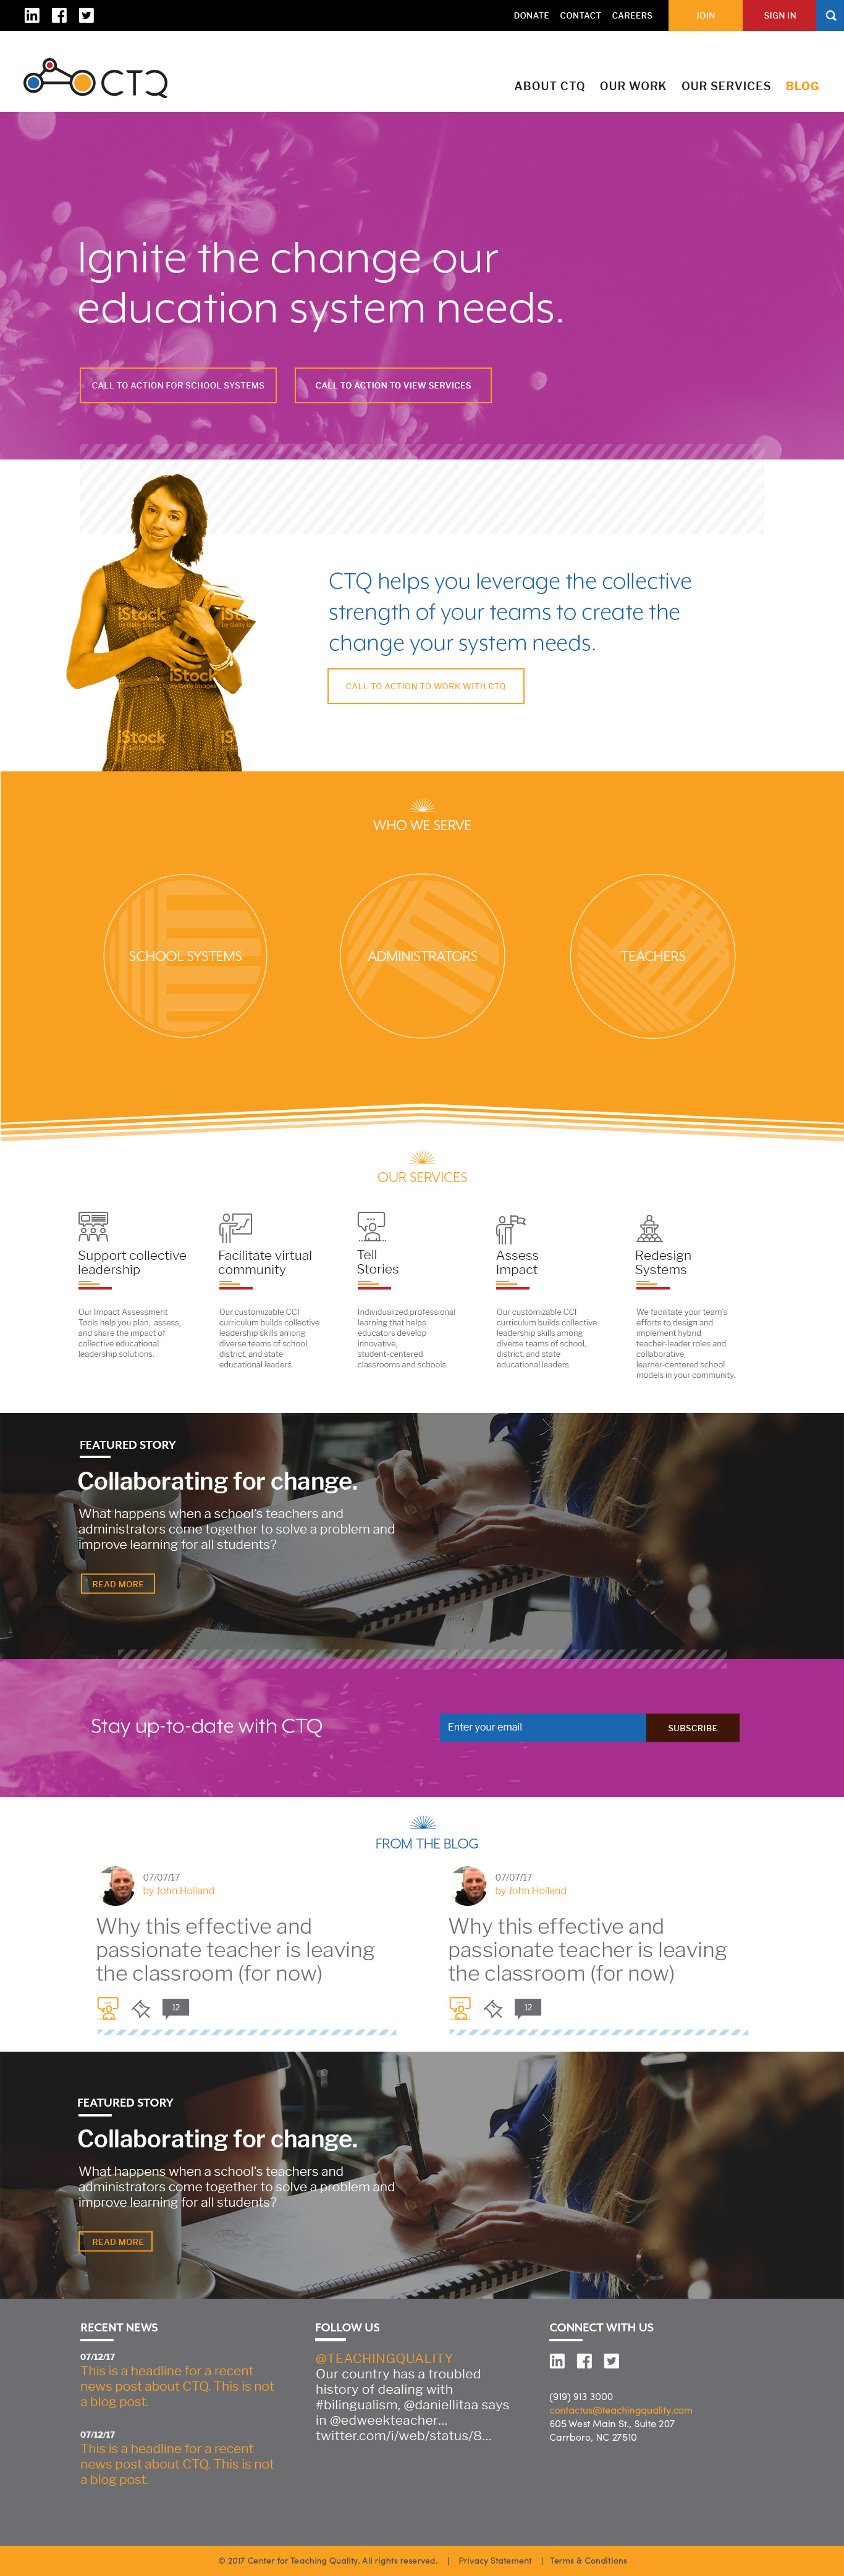 DONATE CONTACT CAREERS JOIN SIGN IN
CTQ
ABOUT CTQ OUR WORK OUR SERVICES BLOG
Ignite the change our
education system needs.
CALL TO ACTION FOR SCHOOL SYSTEMS
CALL TO ACTION TO VIEW SERVICES
iStock
by Getty Images
iStock
iStock
by Getty Images
iStock
by Getty Images
CTQ helps you leverage the collective
strength of your teams to create the
change your system needs.
CALL TO ACTION TO WORK WITH CTQ
WHO WE SERVE
SCHOOL SYSTEMS
ADMINISTRATORS
TEACHERS
OUR SERVICES
Support collective
leadership
Our Impact Assessment
Tools help you plan, assess,
and share the impact of
collective educational
leadership solutions.
Facilitate virtual
community
Our customizable CCI
curriculum builds collective
leadership skills among
diverse teams of school,
district, and state
educational leaders.
Tell
Stories
Individualized professional
learning that helps
educators develop
innovative,
student-centered
classrooms and schools.
Assess
Impact
Our customizable CCI
curriculum builds collective
leadership skills among
diverse teams of school,
district, and state
educational leaders.
Redesign
Systems
We facilitate your team's
efforts to design and
implement hybrid
teacher-leader roles and
collaborative,
learner-centered school
models in your community.
FEATURED STORY
Collaborating for change.
What happens when a school's teachers and
administrators come together to solve a problem and
improve learning for all students?
READ MORE
Stay up-to-date with CTQ
Enter your email
SUBSCRIBE
FROM THE BLOG
07/07/17
by John Holland
Why this effective and
passionate teacher is leaving
the classroom (for now)
12
07/07/17
by John Holland
Why this effective and
passionate teacher is leaving
the classroom (for now)
12
FEATURED STORY
Collaborating for change.
What happens when a school's teachers and
administrators come together to solve a problem and
improve learning for all students?
READ MORE
RECENT NEWS
07/12/17
This is a headline for a recent
news post about CTQ. This is not
a blog post.
07/12/17
This is a headline for a recent
news post about CTQ. This is not
a blog post.
FOLLOW US
@TEACHINGQUALITY
Our country has a troubled
history of dealing with
#bilingualism, @daniellitaa says
in @edweekteacher...
twitter.com/i/web/status/8...
CONNECT WITH US
(919) 913 3000
contactus@teachingquality.com
605 West Main St., Suite 207
Carrboro, NC 27510
© 2017 Center for Teaching Quality. All rights reserved. | Privacy Statement | Terms & Conditions